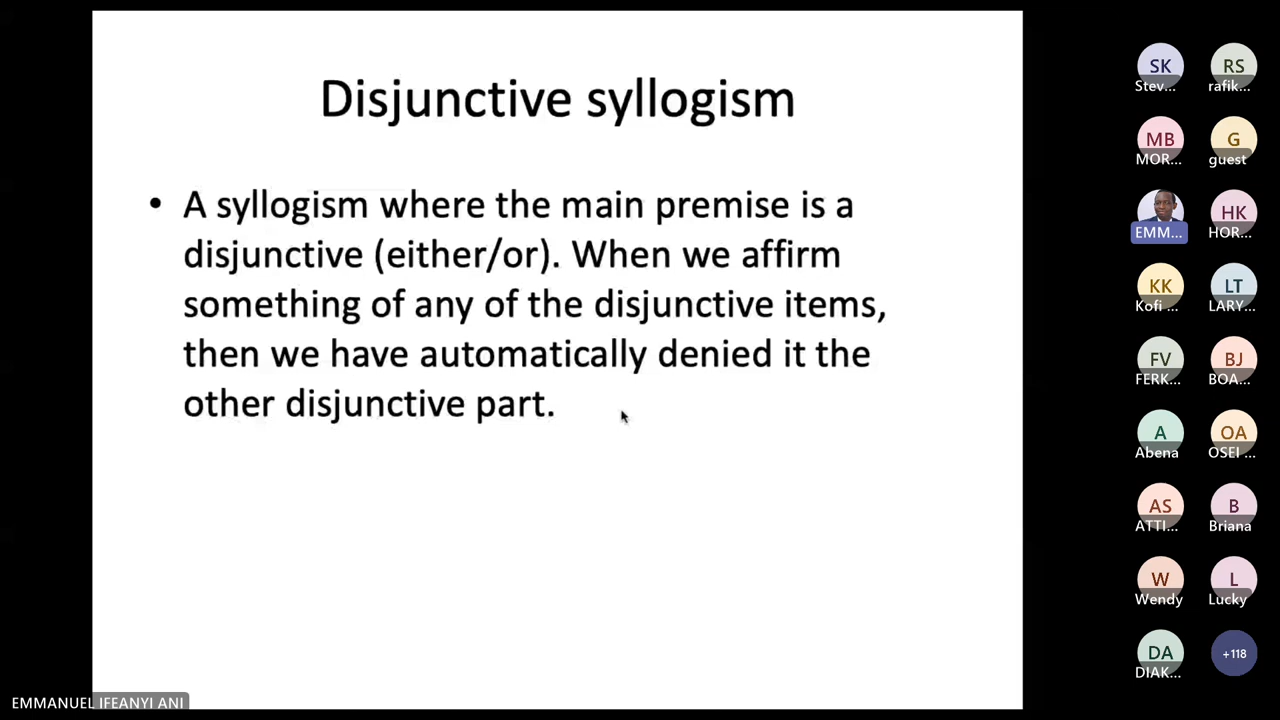 Disjunctive syllogism
• A syllogism where the main premise is a
disjunctive (either/or). When we affirm
something of any of the disjunctive items,
then we have automatically denied it the
other disjunctive part.
SK
Stev...
RS
rafik...
MB
MOR...
G
guest
EMM...
HK
HOR...
KK
Kofi ...
LT
LARY...
FV
FERK...
BJ
BOA...
A
Abena
OA
OSEI ...
AS
ATTI...
B
Briana
W
Wendy
L
Lucky
DA
DIAK...
+118
EMMANUEL IFEANYI ANI